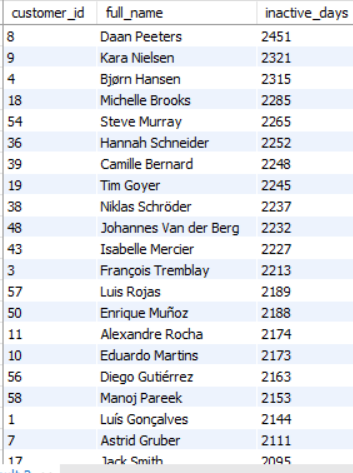 customer_id full_name inactive_days
8 Daan Peeters 2451
9 Kara Nielsen 2321
4 Bjørn Hansen 2315
18 Michelle Brooks 2285
54 Steve Murray 2265
36 Hannah Schneider 2252
39 Camille Bernard 2248
19 Tim Goyer 2245
38 Niklas Schröder 2237
48 Johannes Van der Berg 2232
43 Isabelle Mercier 2227
3 François Tremblay 2213
57 Luis Rojas 2189
50 Enrique Muñoz 2188
11 Alexandre Rocha 2174
10 Eduardo Martins 2173
56 Diego Gutiérrez 2163
58 Manoj Pareek 2153
1 Luís Gonçalves 2144
7 Astrid Gruber 2111
17 Jack Smith 2095